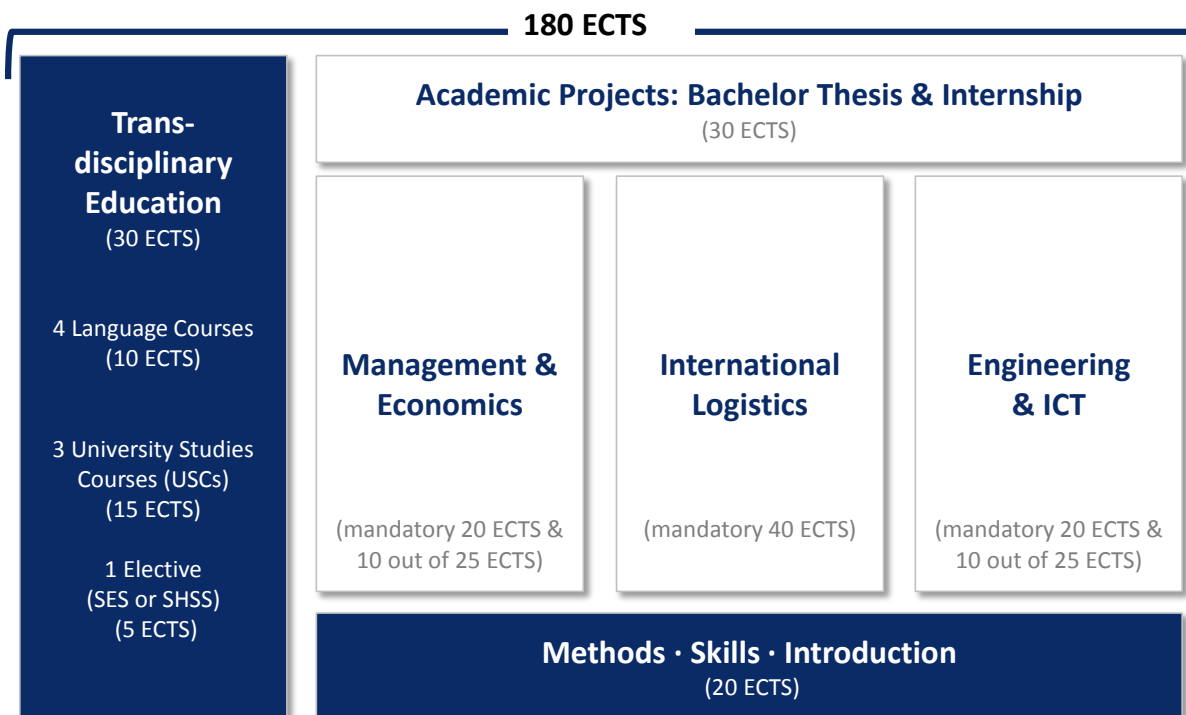 180 ECTS
Trans-
disciplinary
Education
(30 ECTS)
4 Language Courses
(10 ECTS)
3 University Studies
Courses (USCs)
(15 ECTS)
1 Elective
(SES or SHSS)
(5 ECTS)
Academic Projects: Bachelor Thesis & Internship
(30 ECTS)
Management &
Economics
(mandatory 20 ECTS &
10 out of 25 ECTS)
International
Logistics
(mandatory 40 ECTS)
Engineering
& ICT
(mandatory 20 ECTS &
10 out of 25 ECTS)
Methods · Skills · Introduction
(20 ECTS)